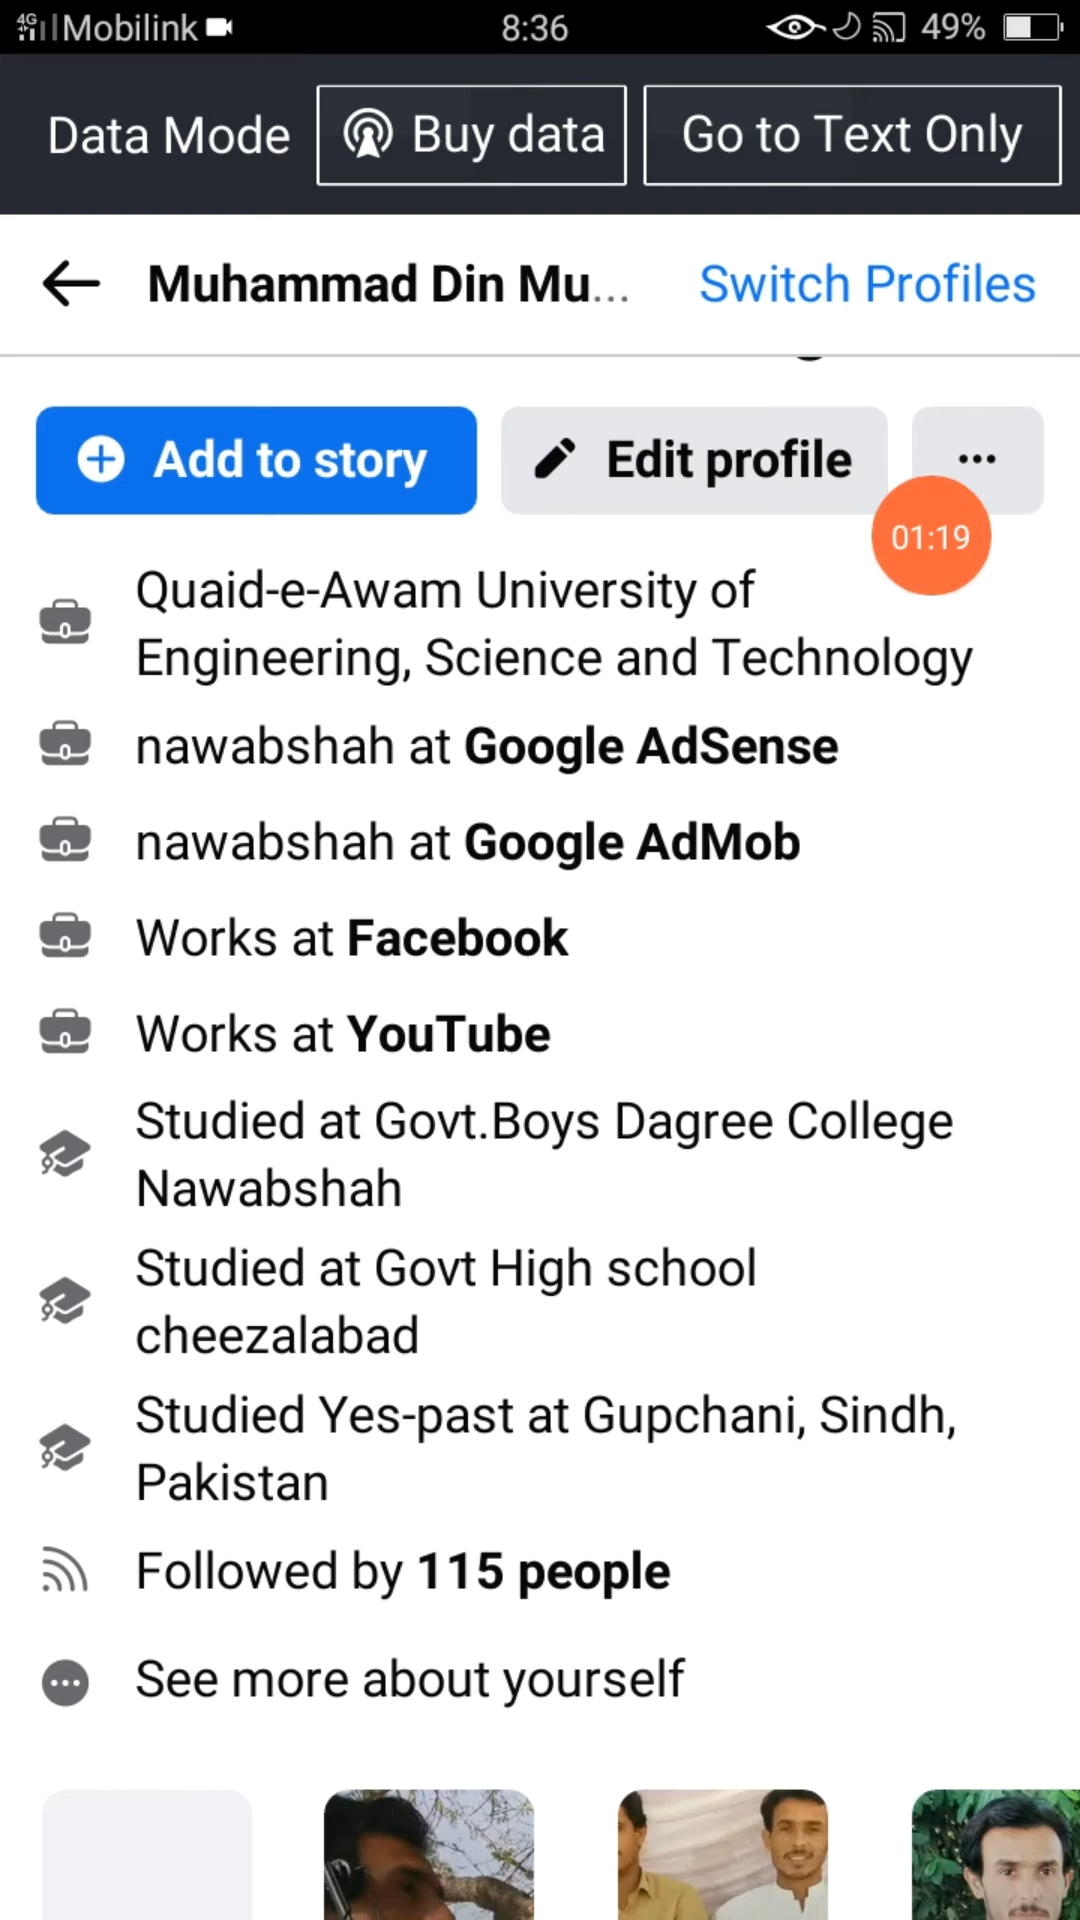 4G Mobilink 8:36 49%
Data Mode Buy data Go to Text Only
Muhammad Din Mu... Switch Profiles
Add to story Edit profile
01:19
Quaid-e-Awam University of
Engineering, Science and Technology
nawabshah at Google AdSense
nawabshah at Google AdMob
Works at Facebook
Works at YouTube
Studied at Govt.Boys Dagree College
Nawabshah
Studied at Govt High school
cheezalabad
Studied Yes-past at Gupchani, Sindh,
Pakistan
Followed by 115 people
See more about yourself